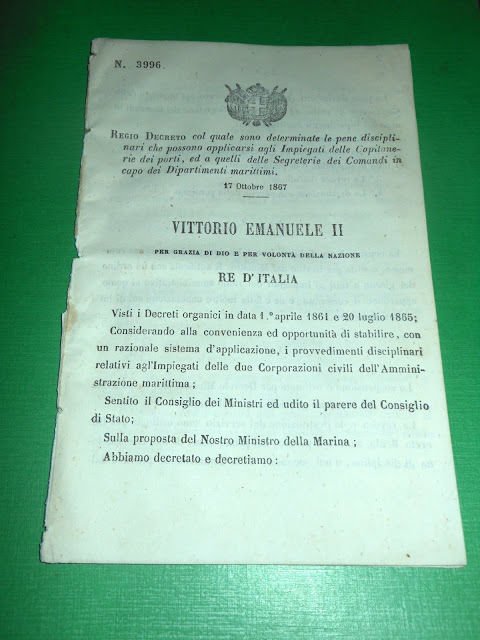 N. 3996.
REGIO DECRETO col quale sono determinate le pene discipli-
nari che possono applicarsi agli Impiegati delle Capitane-
rie dei porti, ed a quelli delle Segreterie dei Comandi in
capo dei Dipartimenti marittimi.
17 Ottobre 1867
VITTORIO EMANUELE II
PER GRAZIA DI DIO E PER VOLONTÀ DELLA NAZIONE
RE D'ITALIA
Visti i Decreti organici in data 1.° aprile 1861 e 20 luglio 1865;
Considerando alla convenienza ed opportunità di stabilire, con
un razionale sistema d'applicazione, i provvedimenti disciplinari
relativi agl'Impiegati delle due Corporazioni civili dell'Ammini-
strazione marittima;
Sentito il Consiglio dei Ministri ed udito il parere del Consiglio
di Stato;
Sulla proposta del Nostro Ministro della Marina;
Abbiamo decretato e decretiamo: